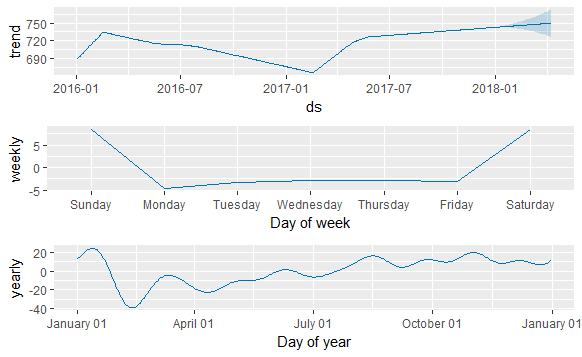 trend
750
720
690
2016-01 2016-07 2017-01 2017-07 2018-01
ds
weekly
5
0
-5
Sunday Monday Tuesday Wednesday Thursday Friday Saturday
Day of week
yearly
20
0
-20
-40
January 01 April 01 July 01 October 01 January 01
Day of year